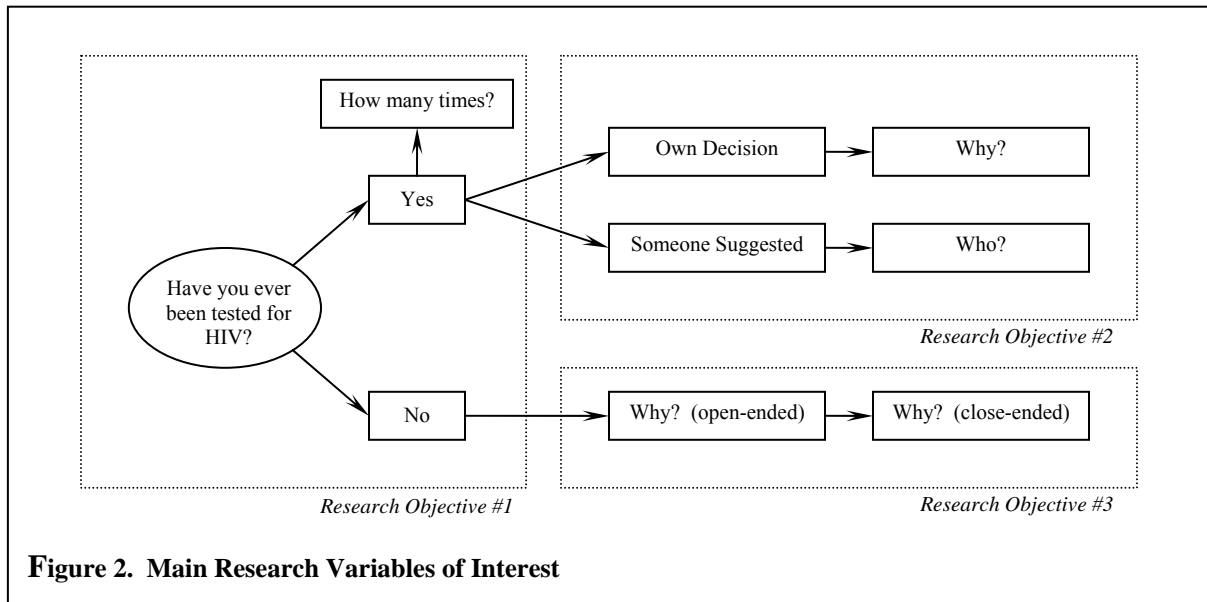 How many times?
Yes
Have you ever
been tested for
HIV?
No
Research Objective #1
Own Decision
Why?
Someone Suggested
Who?
Research Objective #2
Why?  (open-ended)
Why?  (close-ended)
Research Objective #3
Figure 2.  Main Research Variables of Interest